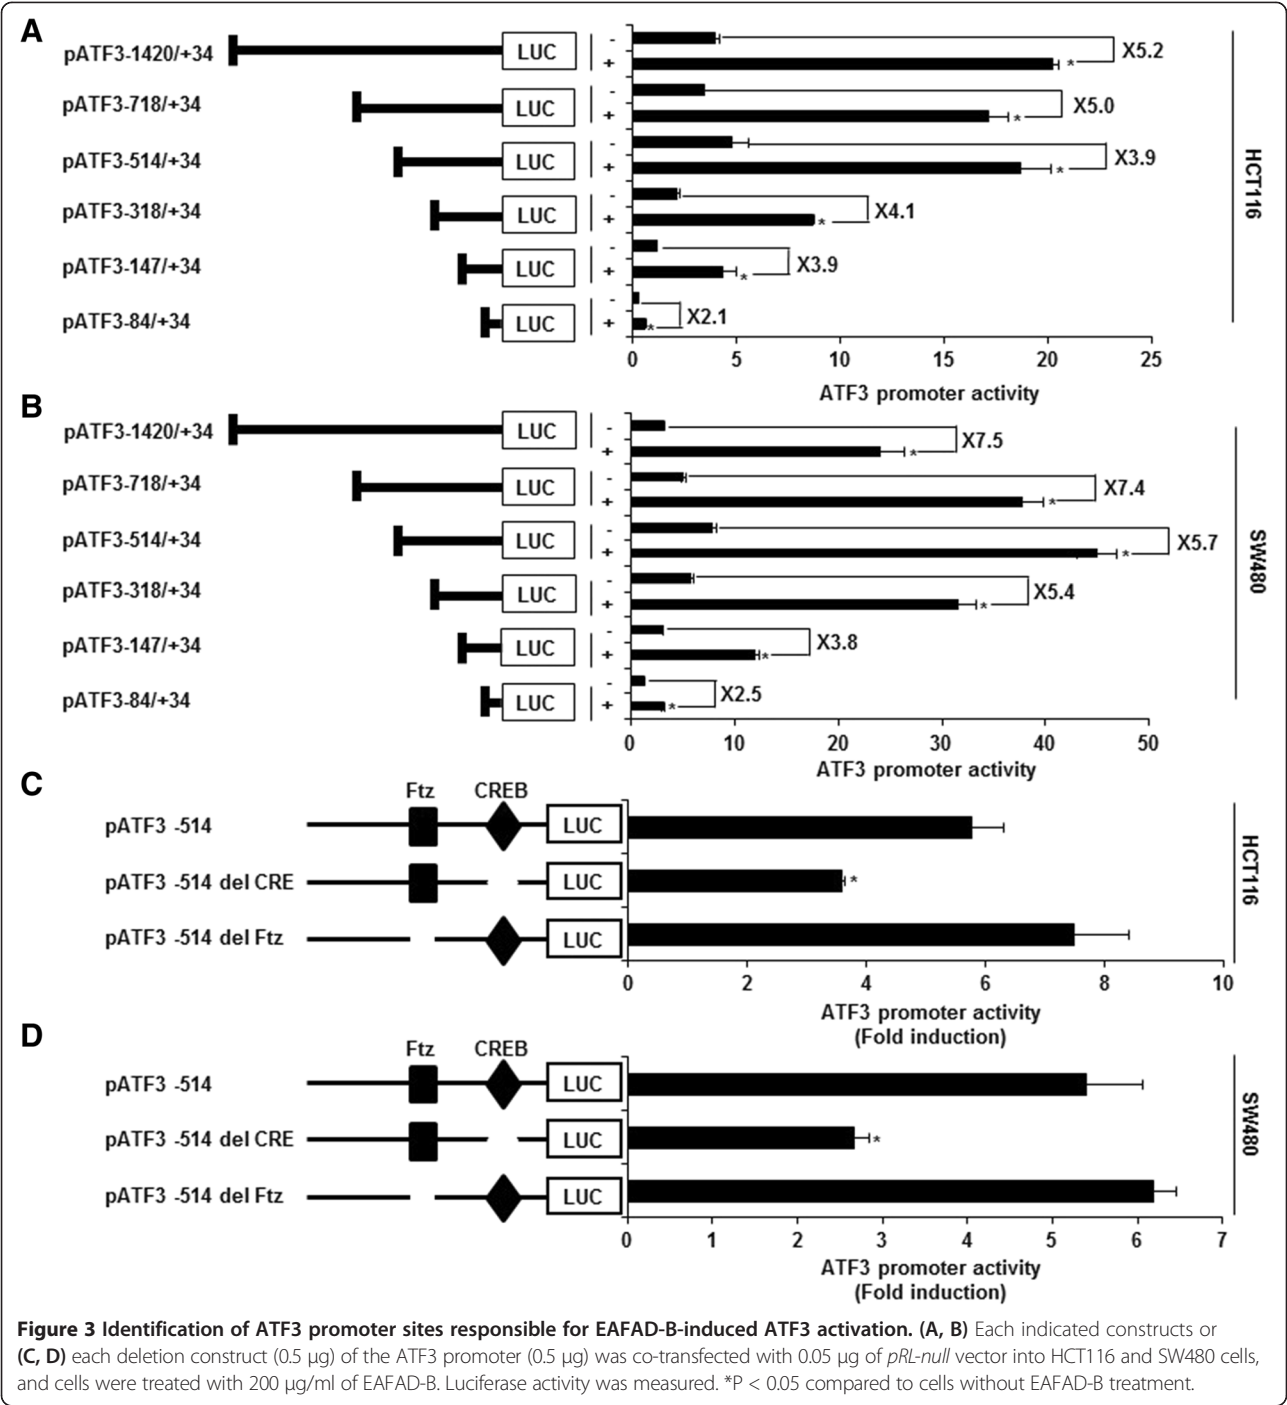 A
pATF3-1420/+34 LUC - + * X5.2
pATF3-718/+34 LUC - + * X5.0
pATF3-514/+34 LUC - + * X3.9
pATF3-318/+34 LUC - + * X4.1
pATF3-147/+34 LUC - + * X3.9
pATF3-84/+34 LUC - + * X2.1
HCT116
0 5 10 15 20 25
ATF3 promoter activity
B
pATF3-1420/+34 LUC - + * X7.5
pATF3-718/+34 LUC - + * X7.4
pATF3-514/+34 LUC - + * X5.7
pATF3-318/+34 LUC - + * X5.4
pATF3-147/+34 LUC - + * X3.8
pATF3-84/+34 LUC - + * X2.5
SW480
0 10 20 30 40 50
ATF3 promoter activity
C
Ftz CREB
pATF3 -514 LUC
pATF3 -514 del CRE LUC *
pATF3 -514 del Ftz LUC
HCT116
0 2 4 6 8 10
ATF3 promoter activity
(Fold induction)
D
Ftz CREB
pATF3 -514 LUC
pATF3 -514 del CRE LUC *
pATF3 -514 del Ftz LUC
SW480
0 1 2 3 4 5 6 7
ATF3 promoter activity
(Fold induction)
Figure 3 Identification of ATF3 promoter sites responsible for EAFAD-B-induced ATF3 activation. (A, B) Each indicated constructs or
(C, D) each deletion construct (0.5 μg) of the ATF3 promoter (0.5 μg) was co-transfected with 0.05 μg of pRL-null vector into HCT116 and SW480 cells,
and cells were treated with 200 μg/ml of EAFAD-B. Luciferase activity was measured. *P < 0.05 compared to cells without EAFAD-B treatment.